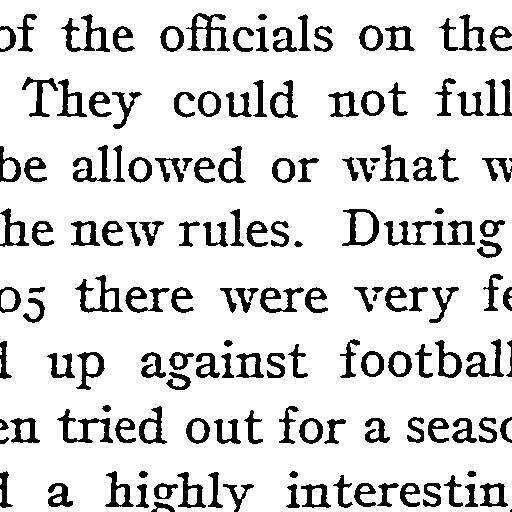 of the officials on the
They could not full
be allowed or what w
he new rules. During
05 there were very fe
d up against football
en tried out for a seaso
d a highly interesting